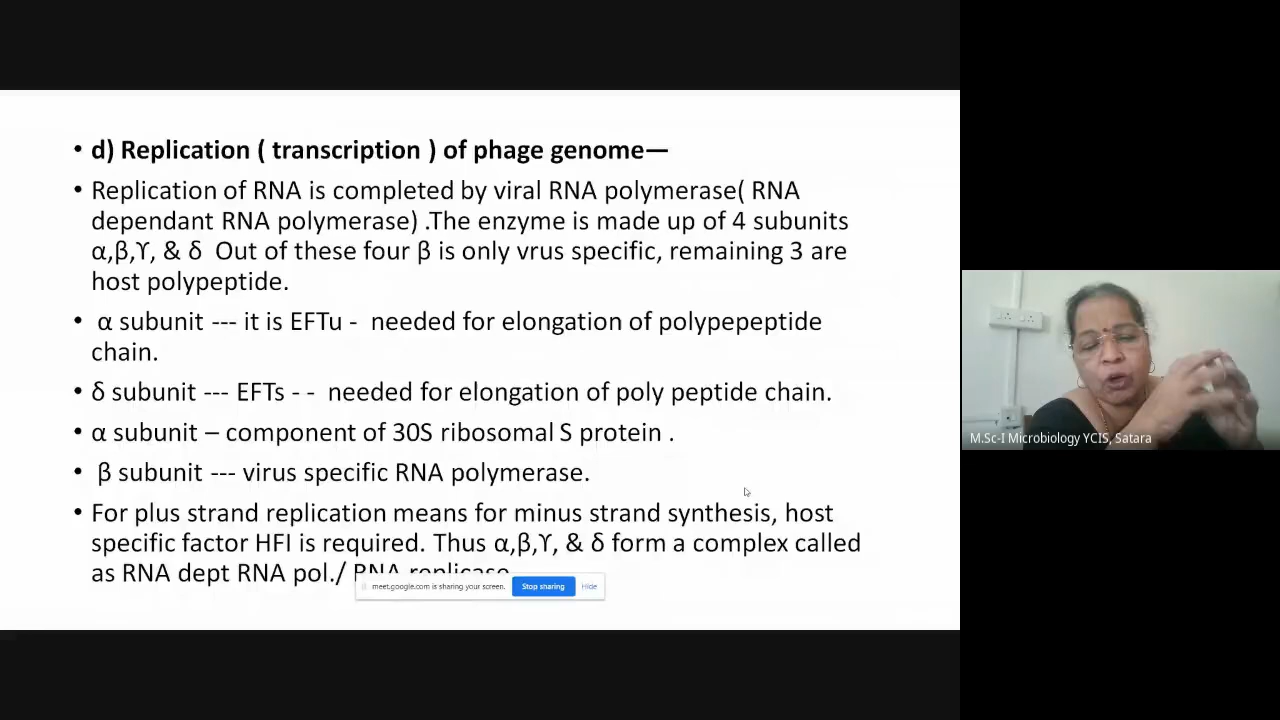 • d) Replication ( transcription ) of phage genome—
• Replication of RNA is completed by viral RNA polymerase( RNA
dependant RNA polymerase) .The enzyme is made up of 4 subunits
α,β,ϒ, & δ Out of these four β is only vrus specific, remaining 3 are
host polypeptide.
• α subunit --- it is EFTu - needed for elongation of polypepeptide
chain.
• δ subunit --- EFTs - - needed for elongation of poly peptide chain.
• α subunit – component of 30S ribosomal S protein .
• β subunit --- virus specific RNA polymerase.
• For plus strand replication means for minus strand synthesis, host
specific factor HFI is required. Thus α,β,ϒ, & δ form a complex called
as RNA dept RNA pol./ RNA replicase
meet.google.com is sharing your screen. Stop sharing Hide
M.Sc-I Microbiology YCIS, Satara